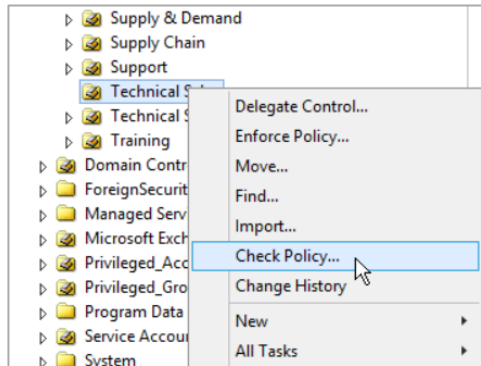 Supply & Demand
Supply Chain
Support
Technical
Delegate Control...
Technical
Enforce Policy...
Training
Move...
Domain Contr
Find...
ForeignSecurit
Import...
Managed Serv
Microsoft Exch
Check Policy...
Privileged_Acc
Change History
Privileged_Gro
Program Data
New
Service Accou
All Tasks
System